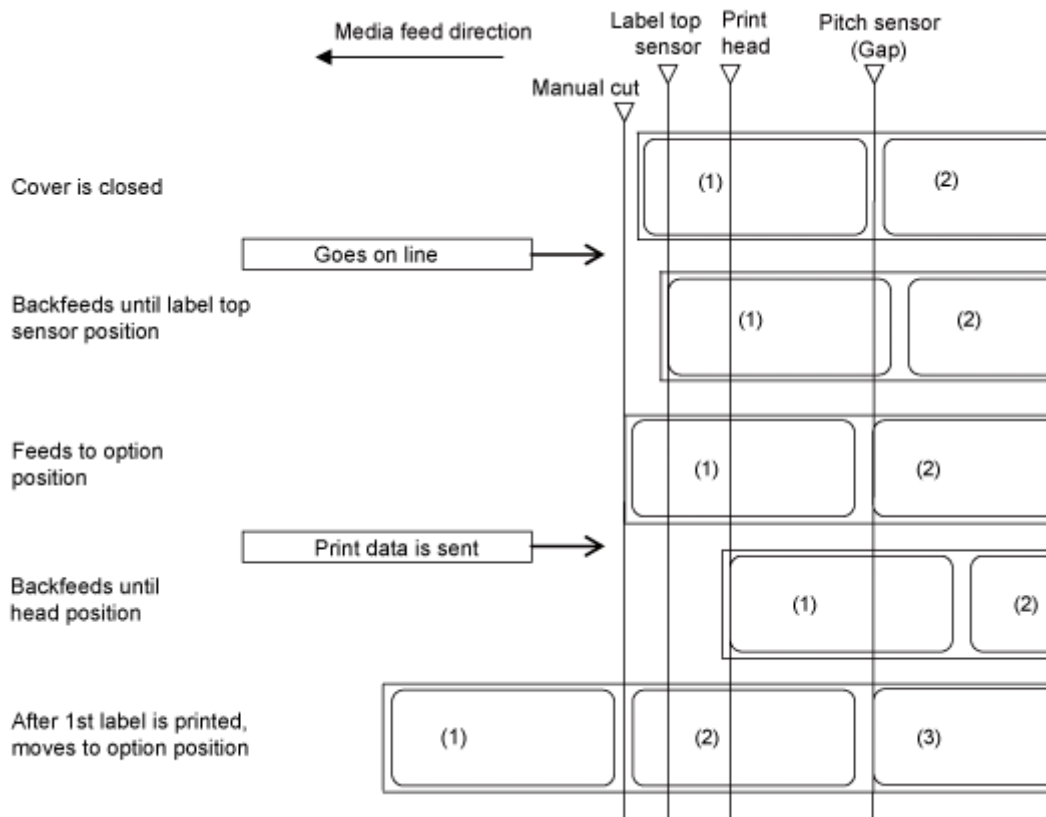 Media feed direction
Label top
sensor
Print
head
Pitch sensor
(Gap)
Manual cut
Cover is closed
(1)
(2)
Goes on line
Backfeeds until label top
sensor position
(1)
(2)
Feeds to option
position
(1)
(2)
Print data is sent
Backfeeds until
head position
(1)
(2)
After 1st label is printed,
moves to option position
(1)
(2)
(3)